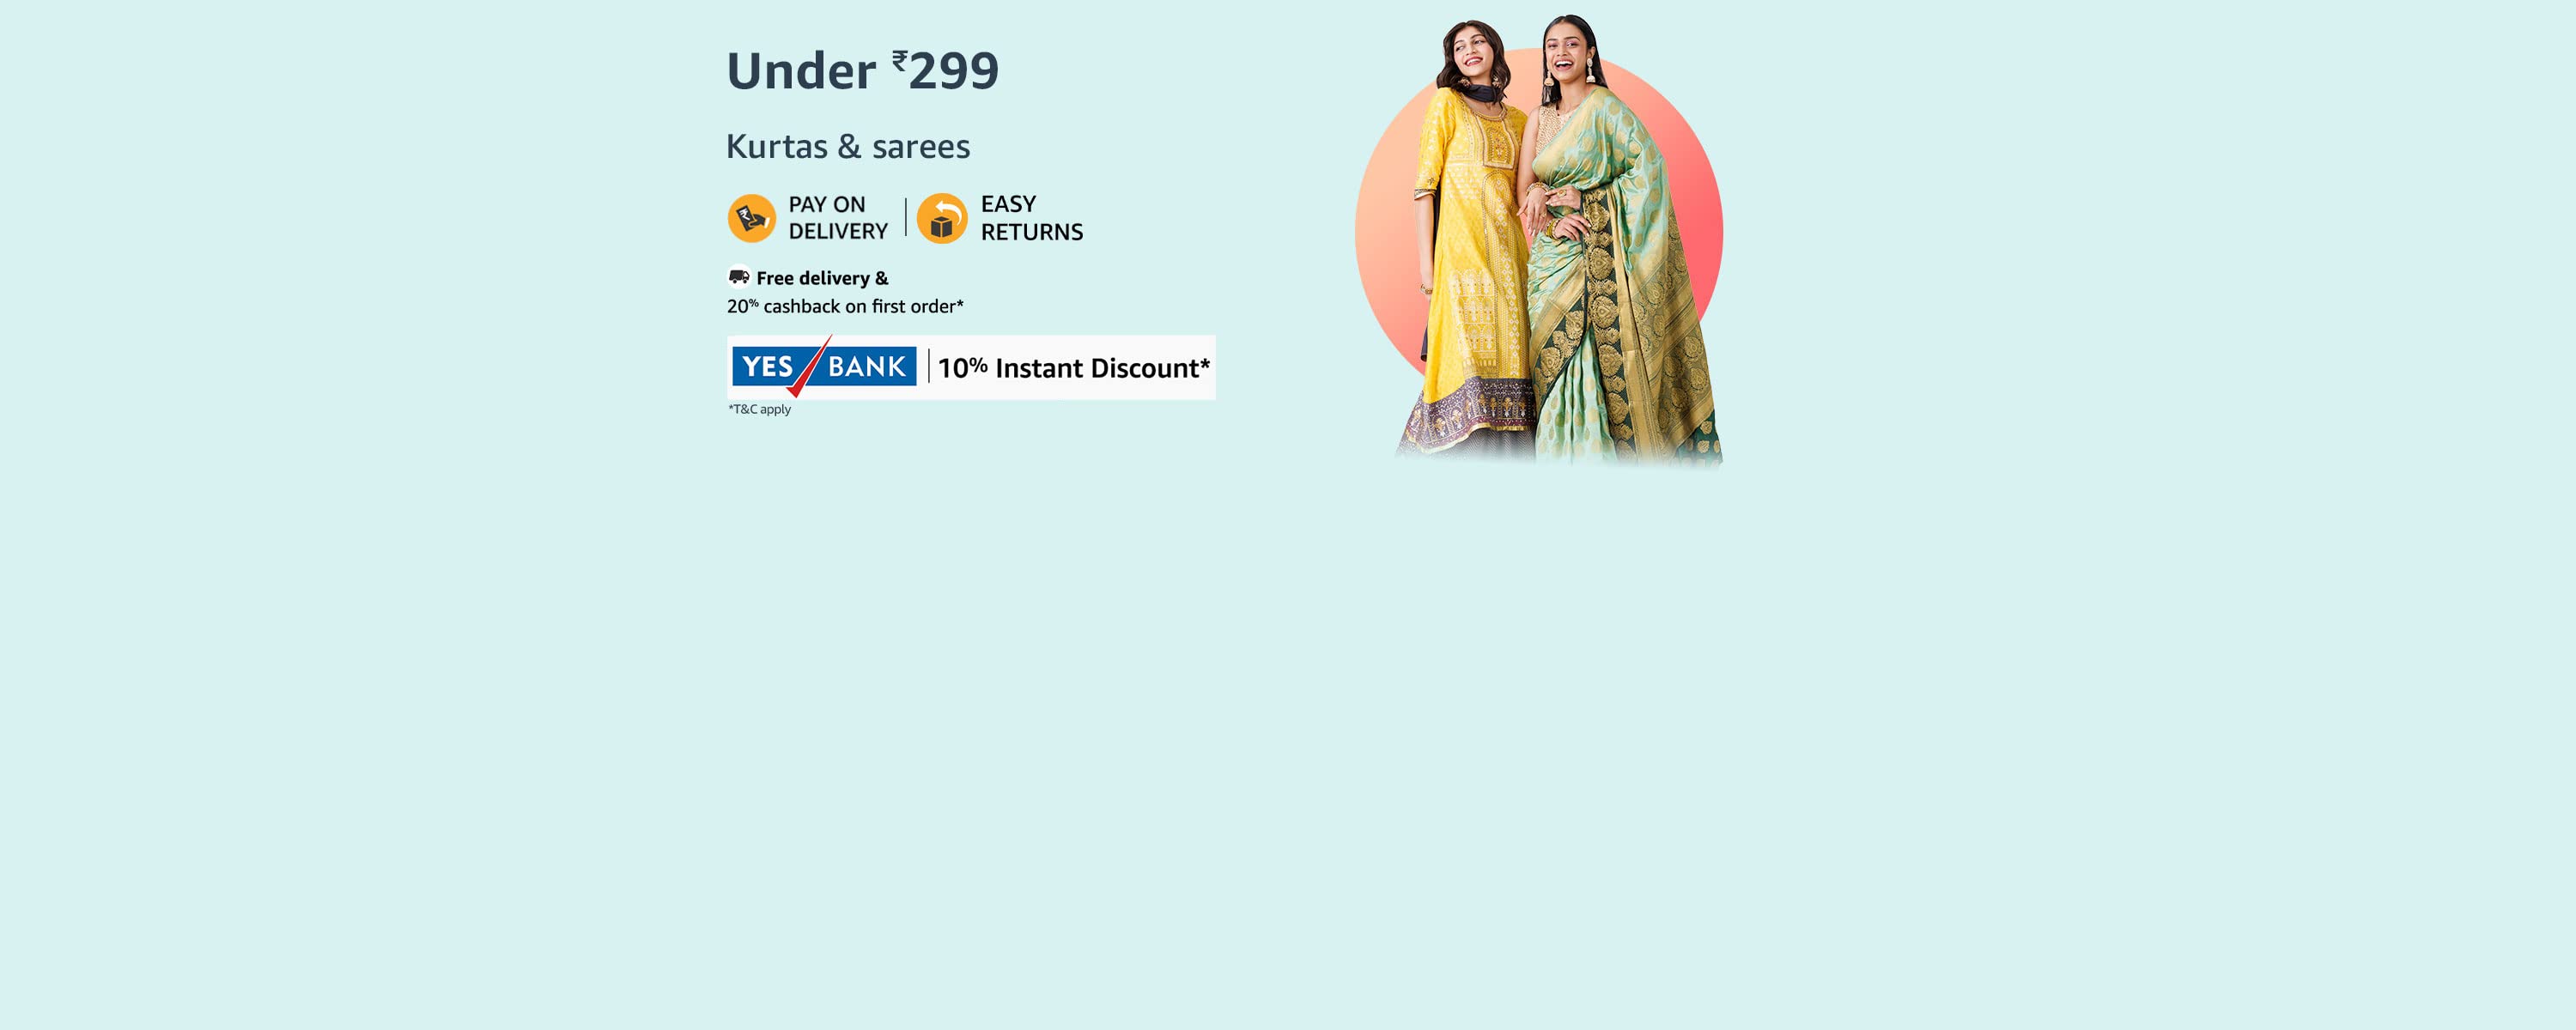 Under ₹299
Kurtas & sarees
PAY ON
DELIVERY
EASY
RETURNS
Free delivery &
20% cashback on first order*
YES BANK
10% Instant Discount*
*T&C apply